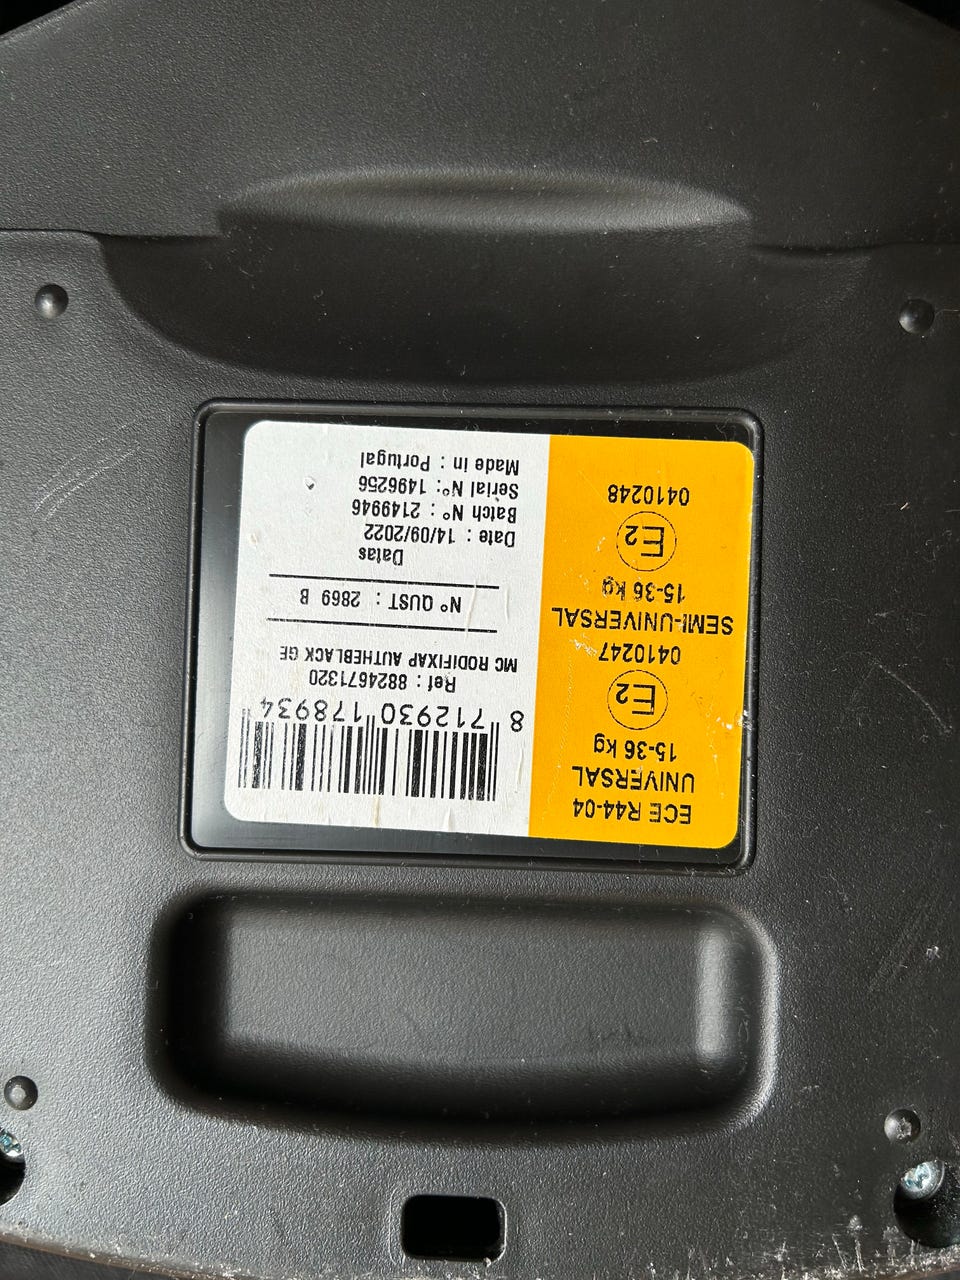 ECE R44-04
UNIVERSAL
15-36 kg
E2
0410247
SEMI-UNIVERSAL
15-36 kg
E2
0410248
8 712930 178934
Ref : 8824671320
MC RODIFIXAP AUTHEBLACK GE
N° QUST : 2869 B
Datas
Date : 14/09/2022
Batch N° : 2149946
Serial N°: 1496256
Made in : Portugal